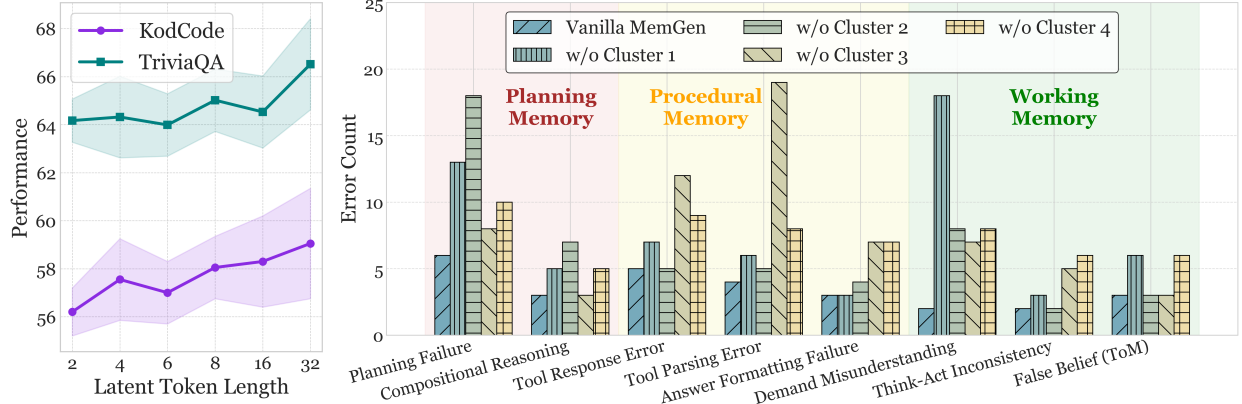 KodCode
TriviaQA
68
66
64
62
60
58
56
2
4
6
8
16
32
Performance
Latent Token Length
25
20
15
10
5
0
Error Count
Vanilla MemGen
w/o Cluster 1
w/o Cluster 2
w/o Cluster 3
w/o Cluster 4
Planning
Memory
Procedural
Memory
Working
Memory
Planning Failure
Compositional Reasoning
Tool Response Error
Tool Parsing Error
Answer Formatting Failure
Demand Misunderstanding
Think-Act Inconsistency
False Belief (ToM)